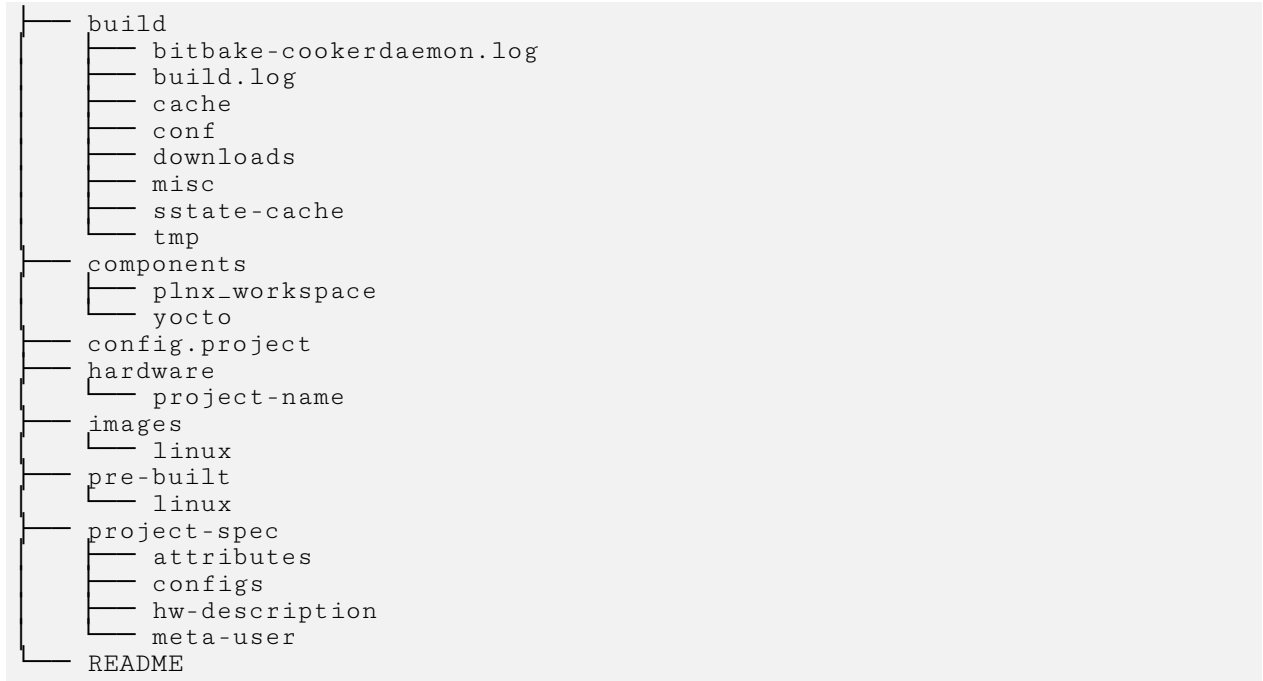 ├── build
│   ├── bitbake-cookerdaemon.log
│   ├── build.log
│   ├── cache
│   ├── conf
│   ├── downloads
│   ├── misc
│   ├── sstate-cache
│   └── tmp
├── components
│   ├── plnx_workspace
│   └── yocto
├── config.project
├── hardware
│   └── project-name
├── images
│   └── linux
├── pre-built
│   └── linux
├── project-spec
│   ├── attributes
│   ├── configs
│   ├── hw-description
│   └── meta-user
└── README